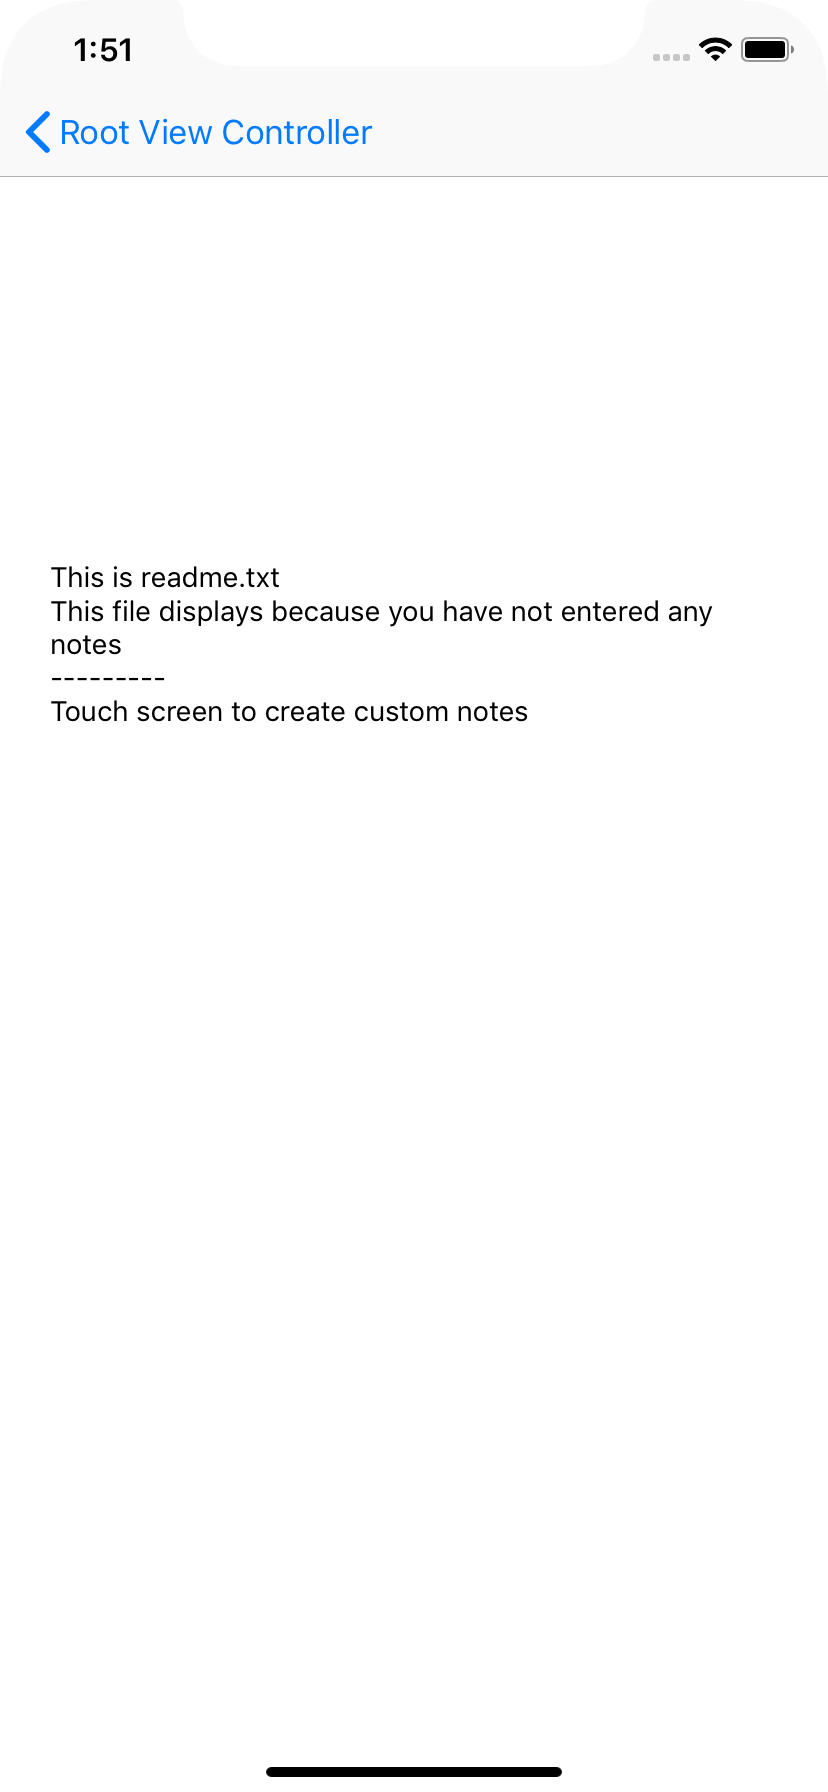 1:51
Root View Controller
This is readme.txt
This file displays because you have not entered any
notes
---------
Touch screen to create custom notes